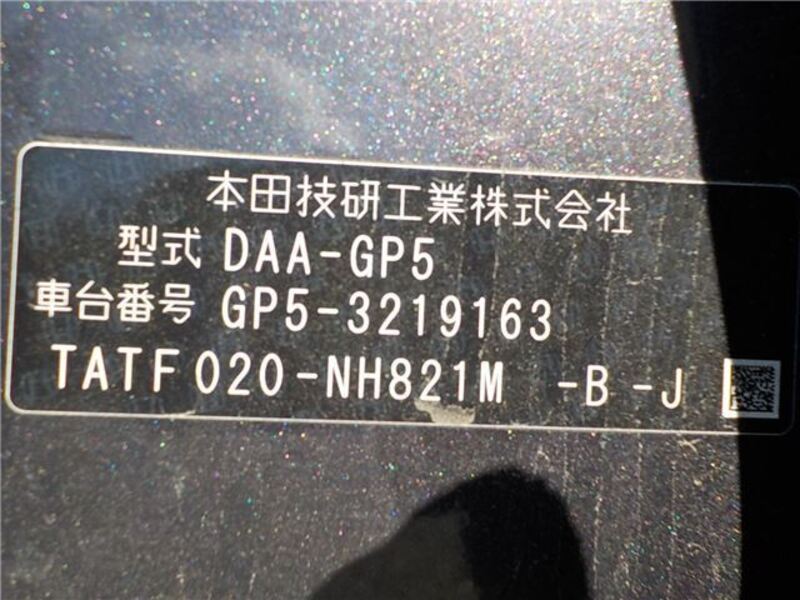 本田技研工業株式会社
型式 DAA-GP5
車台番号 GP5-3219163
TATF020-NH821M -B -J